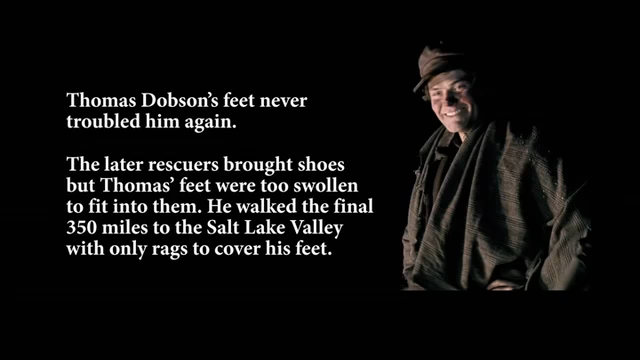 Thomas Dobson's feet never
troubled him again.
The later rescuers brought shoes
but Thomas' feet were too swollen
to fit into them. He walked the final
350 miles to the Salt Lake Valley
with only rags to cover his feet.